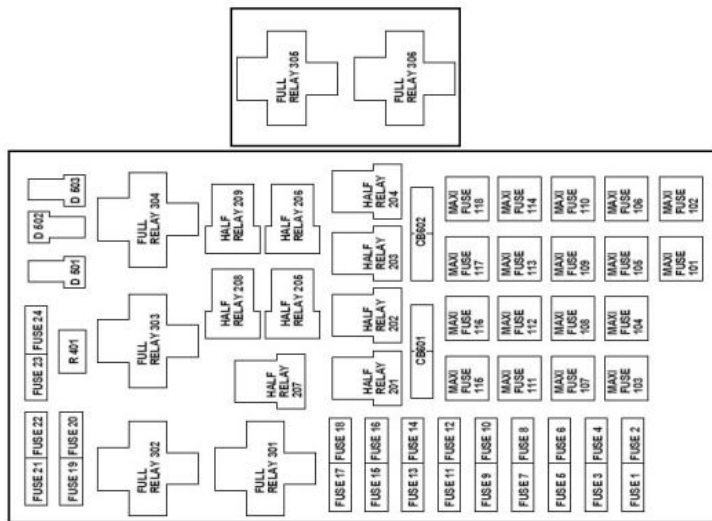 FULL
RELAY 305
FULL
RELAY 306
D 503
D 502
D 501
FULL
RELAY 304
HALF
RELAY 209
HALF
RELAY 206
HALF
RELAY
204
CB602
MAXI
FUSE
118
MAXI
FUSE
114
MAXI
FUSE
110
MAXI
FUSE
106
MAXI
FUSE
102
HALF
RELAY
203
MAXI
FUSE
117
MAXI
FUSE
113
MAXI
FUSE
109
MAXI
FUSE
105
MAXI
FUSE
101
FUSE 23
FUSE 24
R 401
FULL
RELAY 303
HALF
RELAY 208
HALF
RELAY 205
HALF
RELAY
202
CB601
MAXI
FUSE
116
MAXI
FUSE
112
MAXI
FUSE
108
MAXI
FUSE
104
HALF
RELAY
207
HALF
RELAY
201
MAXI
FUSE
115
MAXI
FUSE
111
MAXI
FUSE
107
MAXI
FUSE
103
FUSE 21
FUSE 22
FUSE 19
FUSE 20
FULL
RELAY 302
FULL
RELAY 301
FUSE 17
FUSE 18
FUSE 15
FUSE 16
FUSE 13
FUSE 14
FUSE 11
FUSE 12
FUSE 9
FUSE 10
FUSE 7
FUSE 8
FUSE 5
FUSE 6
FUSE 3
FUSE 4
FUSE 1
FUSE 2